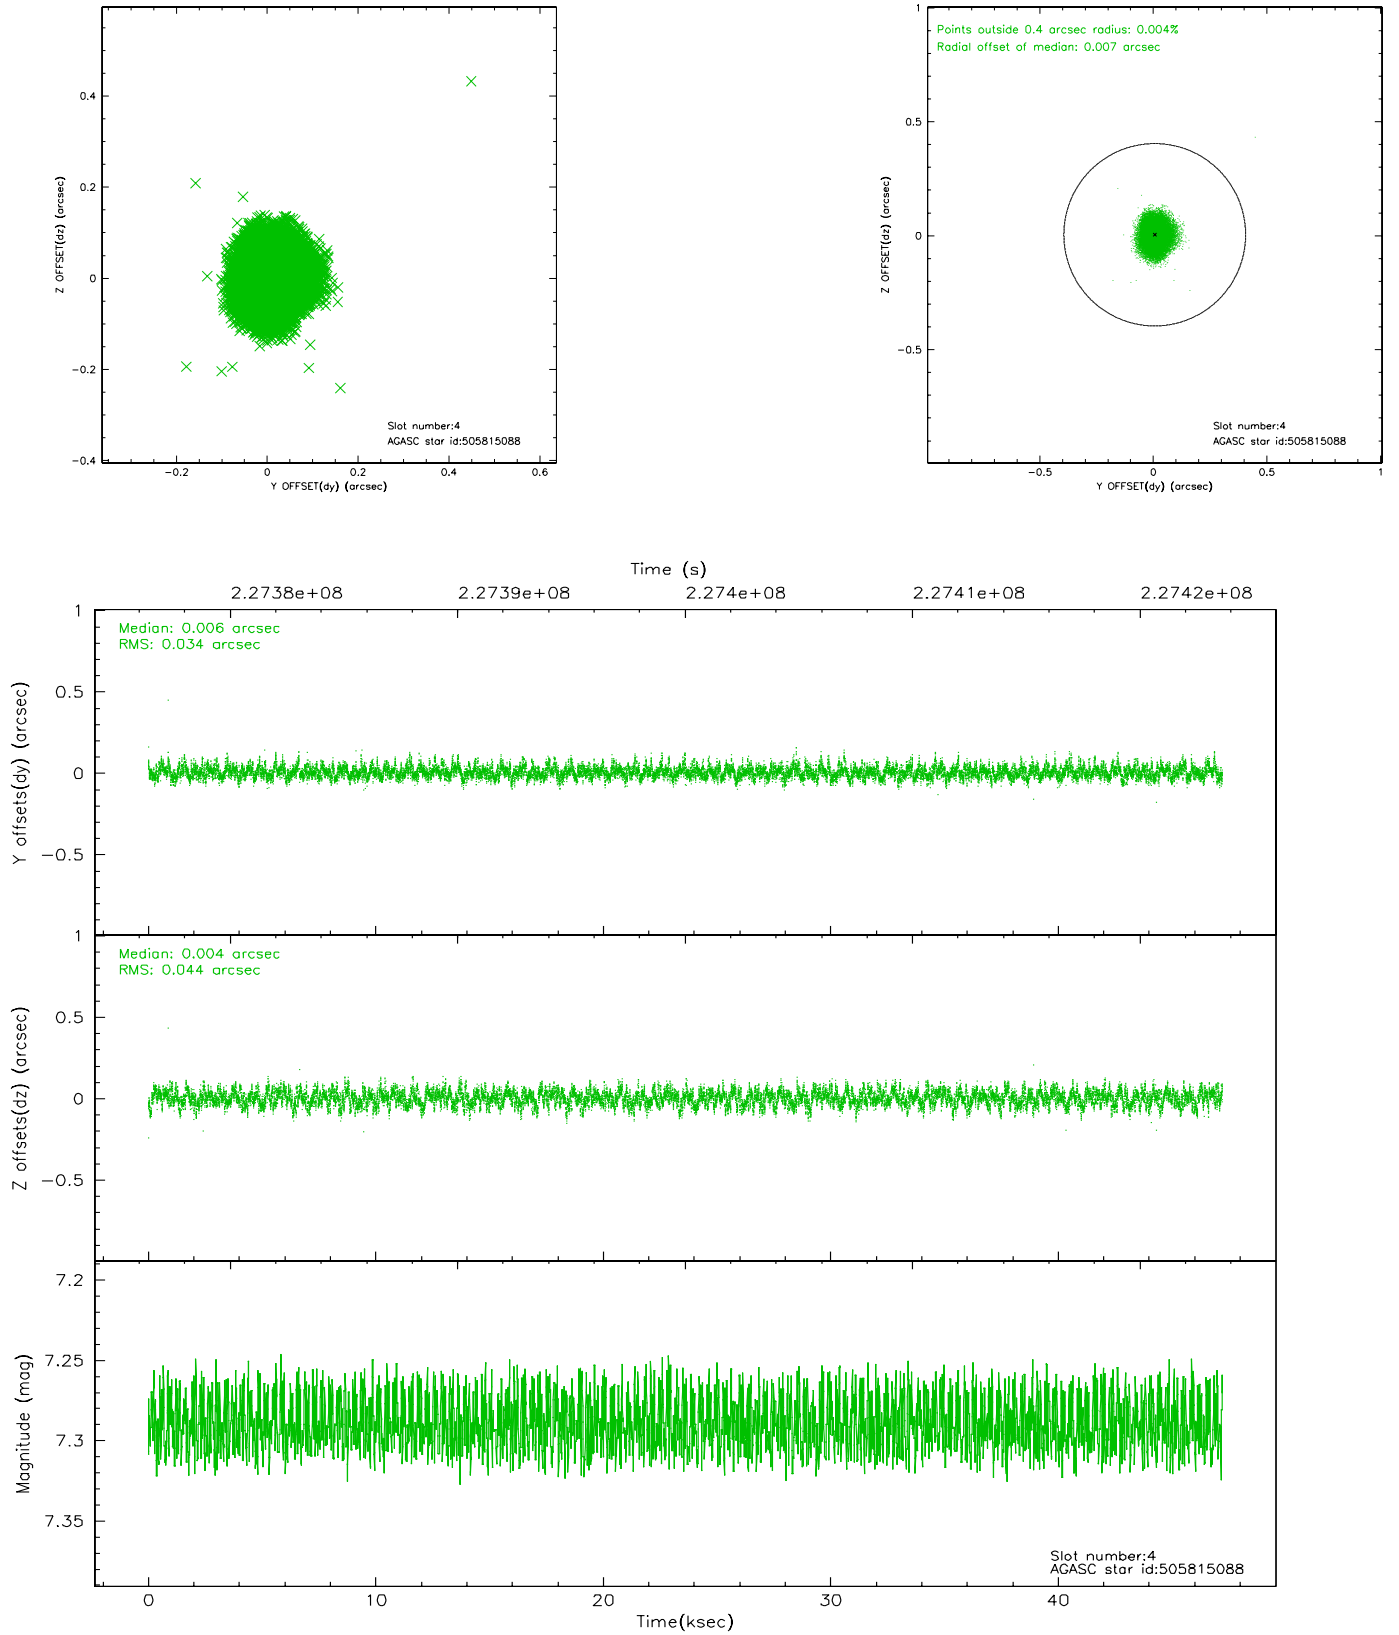 0.4
0.2
0
−0.2
−0.4
Z OFFSET(dz) (arcsec)
Slot number:4
AGASC star id:505815088
−0.2
0
0.2
0.4
0.6
Y OFFSET(dy) (arcsec)
Points outside 0.4 arcsec radius: 0.004%
Radial offset of median: 0.007 arcsec
1
0.5
0
−0.5
Z OFFSET(dz) (arcsec)
Slot number:4
AGASC star id:505815088
−0.5
0
0.5
1
Y OFFSET(dy) (arcsec)
Time (s)
2.2738e+08
2.2739e+08
2.274e+08
2.2741e+08
2.2742e+08
Median: 0.006 arcsec
RMS: 0.034 arcsec
1
0.5
0
−0.5
Y offsets(dy) (arcsec)
Median: 0.004 arcsec
RMS: 0.044 arcsec
1
0.5
0
−0.5
Z offsets(dz) (arcsec)
7.2
7.25
7.3
7.35
Magnitude (mag)
Slot number:4
AGASC star id:505815088
0
10
20
30
40
Time(ksec)